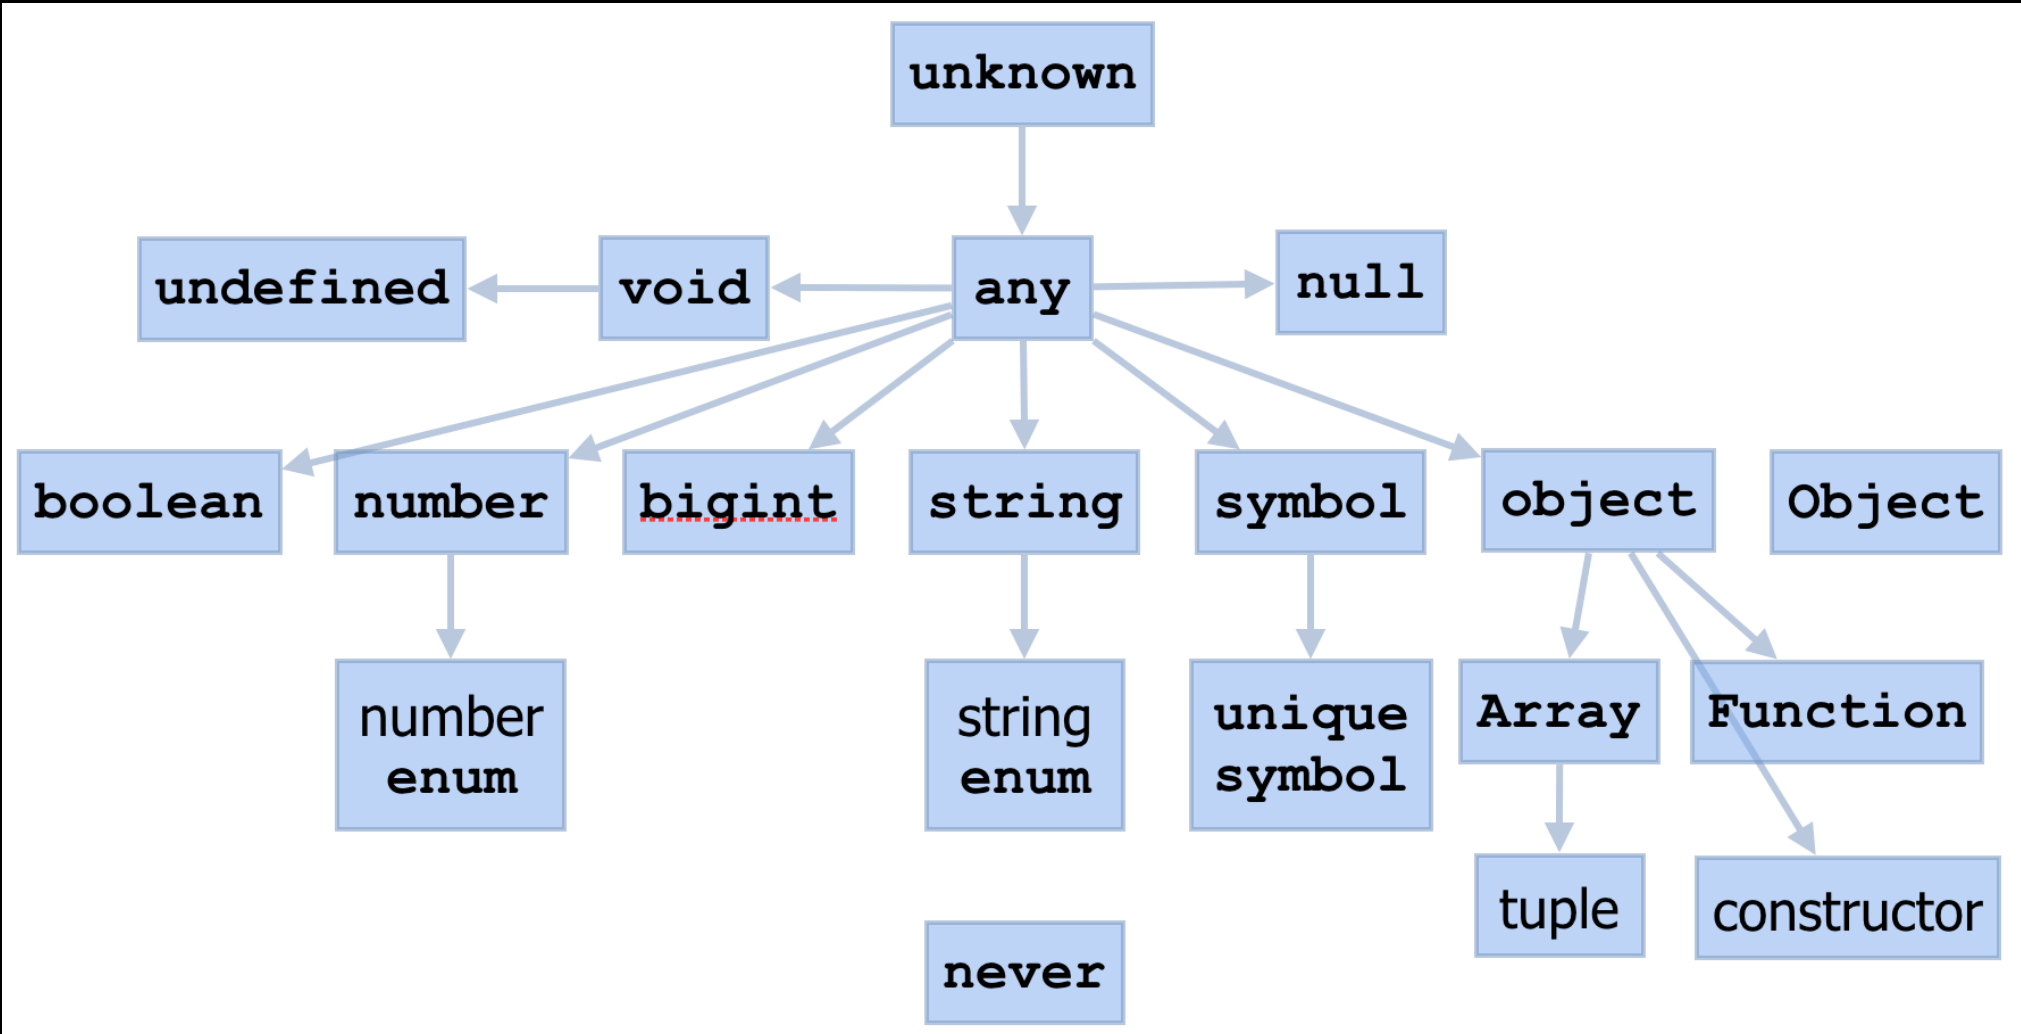 unknown
undefined
void
any
null
boolean
number
bigint
string
symbol
object
Object
number
enum
string
enum
unique
symbol
Array
Function
tuple
constructor
never